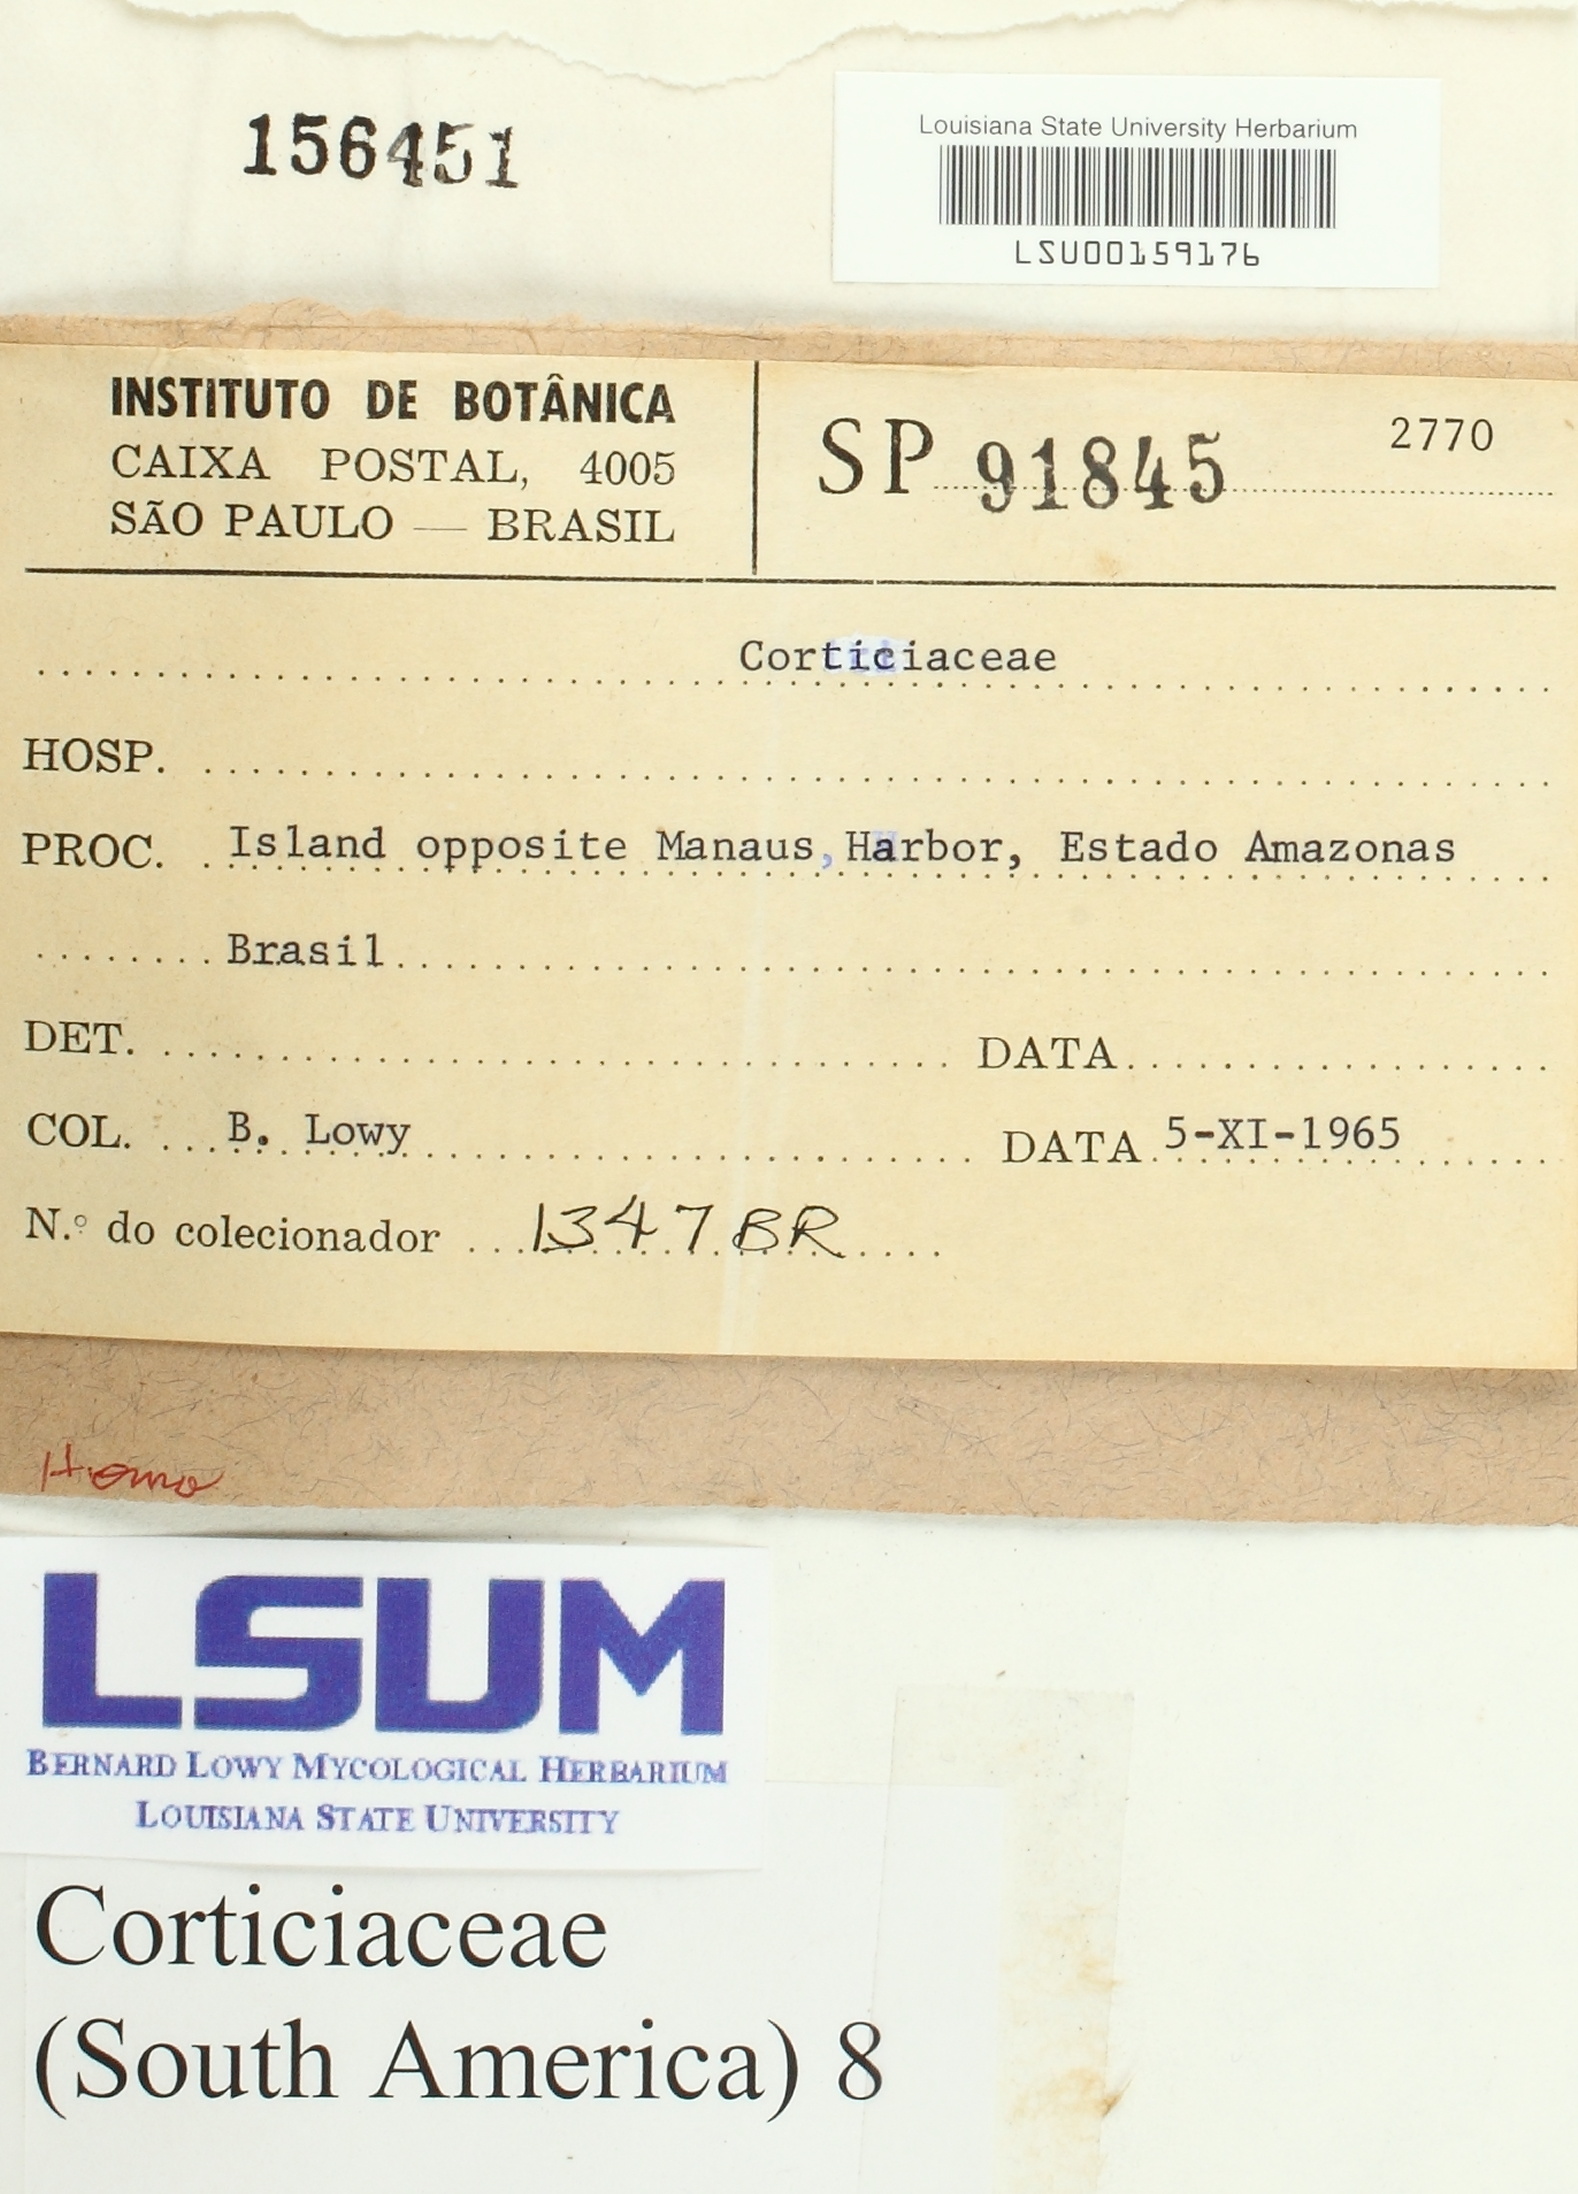 156451
Louisiana State University Herbarium
LSU00159176
INSTITUTO DE BOTÂNICA
CAIXA POSTAL, 4005
SÃO PAULO — BRASIL
SP 91845
2770
Corticiaceae
HOSP.
PROC. Island opposite Manaus, Harbor, Estado Amazonas
Brasil
DET. DATA
COL. B. Lowy DATA 5-XI-1965
N.º do colecionador 1347 BR
LSUM
BERNARD LOWY MYCOLOGICAL HERBARIUM
LOUISIANA STATE UNIVERSITY
Corticiaceae
(South America) 8